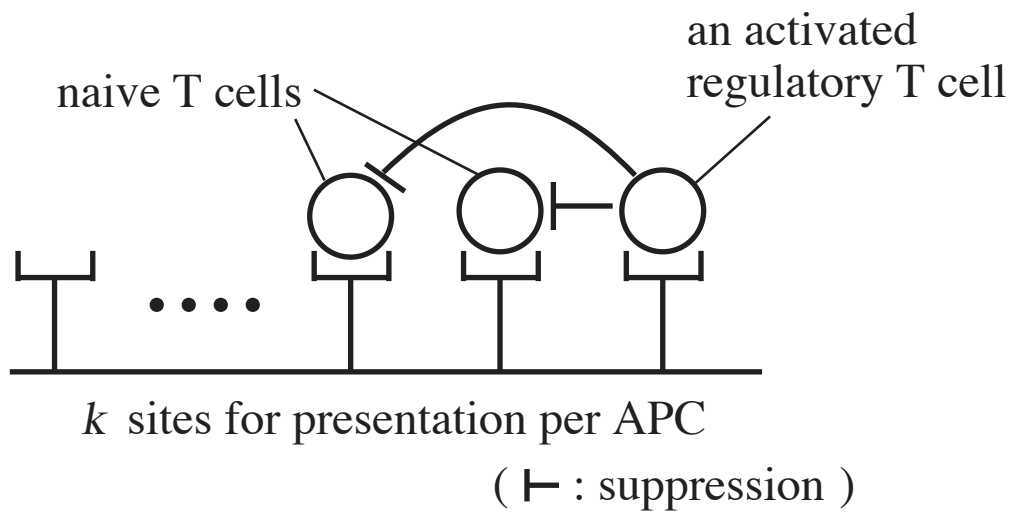 an activated
regulatory T cell
naive T cells
k sites for presentation per APC
( ⊢ : suppression )